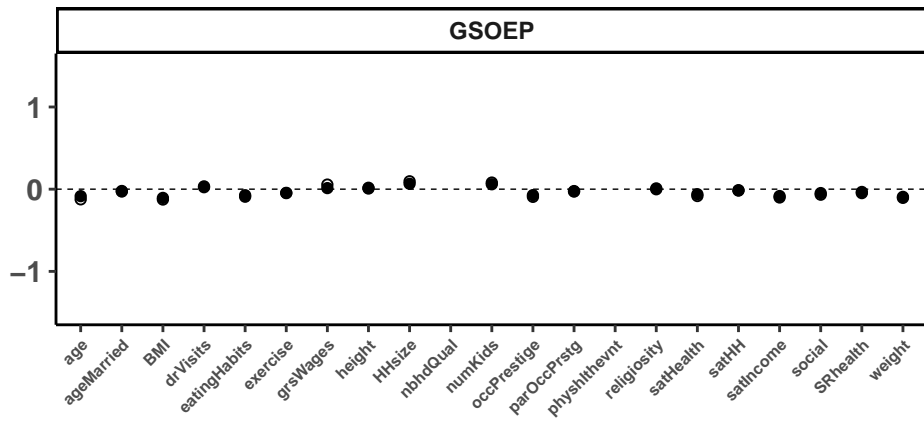 GSOEP
1
0
−1
age
ageMarried
BMI
drVisits
eatingHabits
exercise
grsWages
height
HHsize
nbhdQual
numKids
occPrestige
parOccPrstg
physhlthevnt
religiosity
satHealth
satHH
satIncome
social
SRhealth
weight